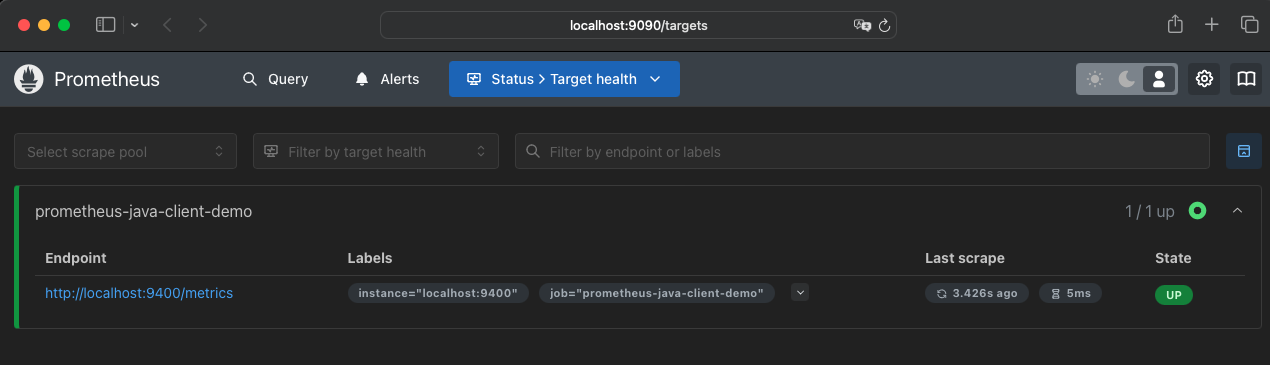 localhost:9090/targets
Prometheus Query Alerts Status > Target health
Select scrape pool Filter by target health Filter by endpoint or labels
prometheus-java-client-demo 1 / 1 up
Endpoint Labels Last scrape State
http://localhost:9400/metrics instance="localhost:9400" job="prometheus-java-client-demo" 3.426s ago 5ms UP